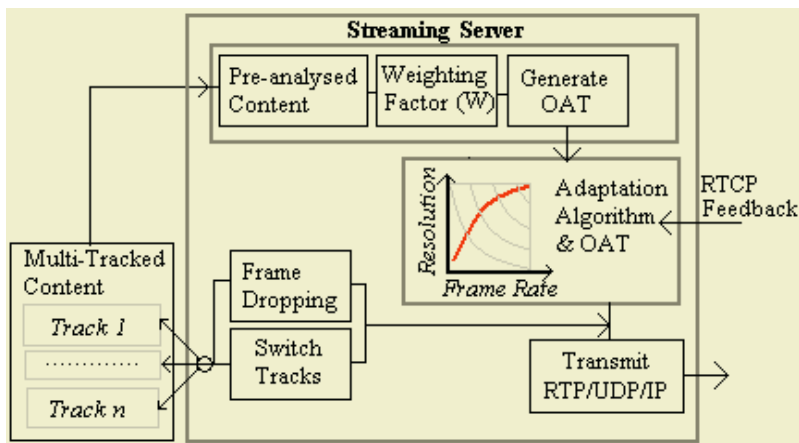 Streaming Server
Pre-analysed
Content
Weighting
Factor (W)
Generate
OAT
Resolution
Frame Rate
Adaptation
Algorithm
& OAT
RTCP
Feedback
Multi-Tracked
Content
Track 1
.............
Track n
Frame
Dropping
Switch
Tracks
Transmit
RTP/UDP/IP